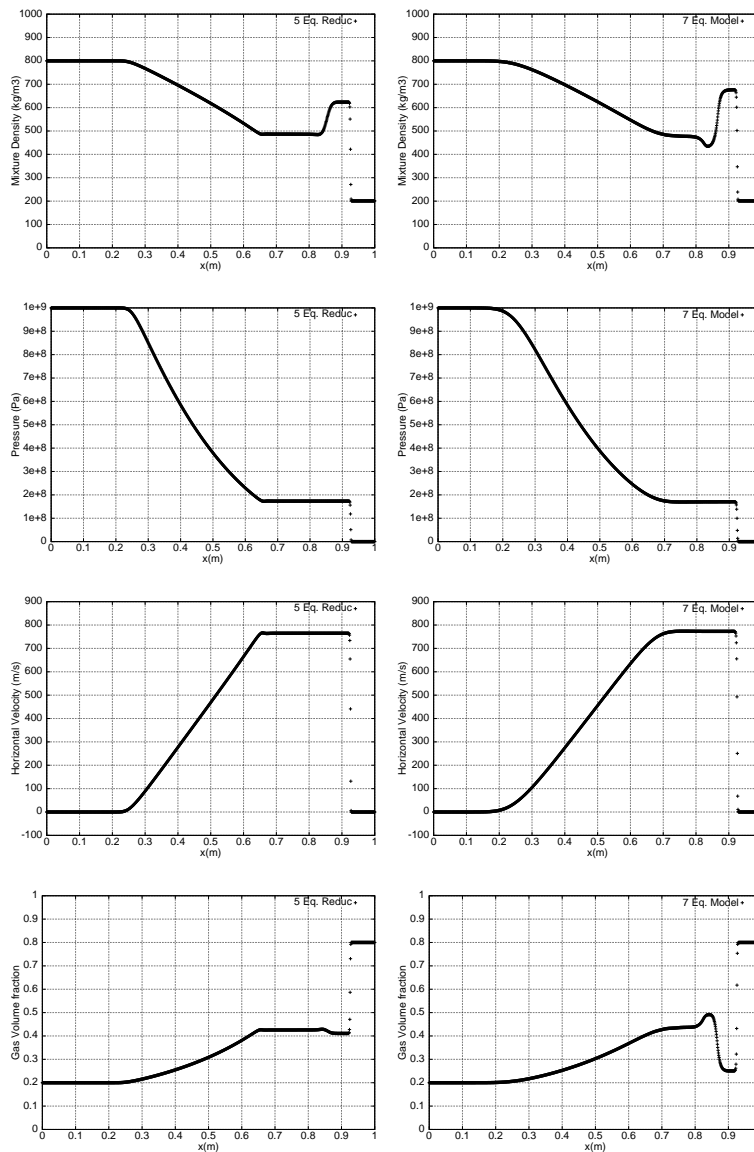 5 Eq. Reduc
Mixture Density (kg/m3)
1000
900
800
700
600
500
400
300
200
100
0
0 0.1 0.2 0.3 0.4 0.5 0.6 0.7 0.8 0.9 1
x(m)
7 Eq. Model
Mixture Density (kg/m3)
1000
900
800
700
600
500
400
300
200
100
0
0 0.1 0.2 0.3 0.4 0.5 0.6 0.7 0.8 0.9
x(m)
5 Eq. Reduc
Pressure (Pa)
1e+9
9e+8
8e+8
7e+8
6e+8
5e+8
4e+8
3e+8
2e+8
1e+8
0
0 0.1 0.2 0.3 0.4 0.5 0.6 0.7 0.8 0.9 1
x(m)
7 Eq. Model
Pressure (Pa)
1e+9
9e+8
8e+8
7e+8
6e+8
5e+8
4e+8
3e+8
2e+8
1e+8
0
0 0.1 0.2 0.3 0.4 0.5 0.6 0.7 0.8 0.9
x(m)
5 Eq. Reduc
Horizontal Velocity (m/s)
900
800
700
600
500
400
300
200
100
0
-100
0 0.1 0.2 0.3 0.4 0.5 0.6 0.7 0.8 0.9 1
x(m)
7 Eq. Model
Horizontal Velocity (m/s)
900
800
700
600
500
400
300
200
100
0
-100
0 0.1 0.2 0.3 0.4 0.5 0.6 0.7 0.8 0.9
x(m)
5 Eq. Reduc
Gas Volume fraction
1
0.9
0.8
0.7
0.6
0.5
0.4
0.3
0.2
0.1
0
0 0.1 0.2 0.3 0.4 0.5 0.6 0.7 0.8 0.9 1
x(m)
7 Eq. Model
Gas Volume fraction
1
0.9
0.8
0.7
0.6
0.5
0.4
0.3
0.2
0.1
0
0 0.1 0.2 0.3 0.4 0.5 0.6 0.7 0.8 0.9
x(m)